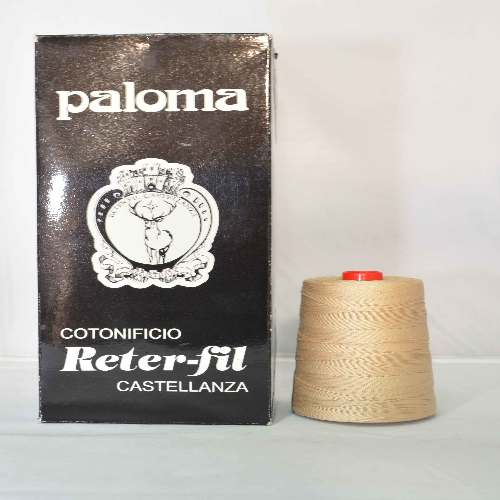 paloma
COTONIFICIO
Reter-fil
CASTELLANZA